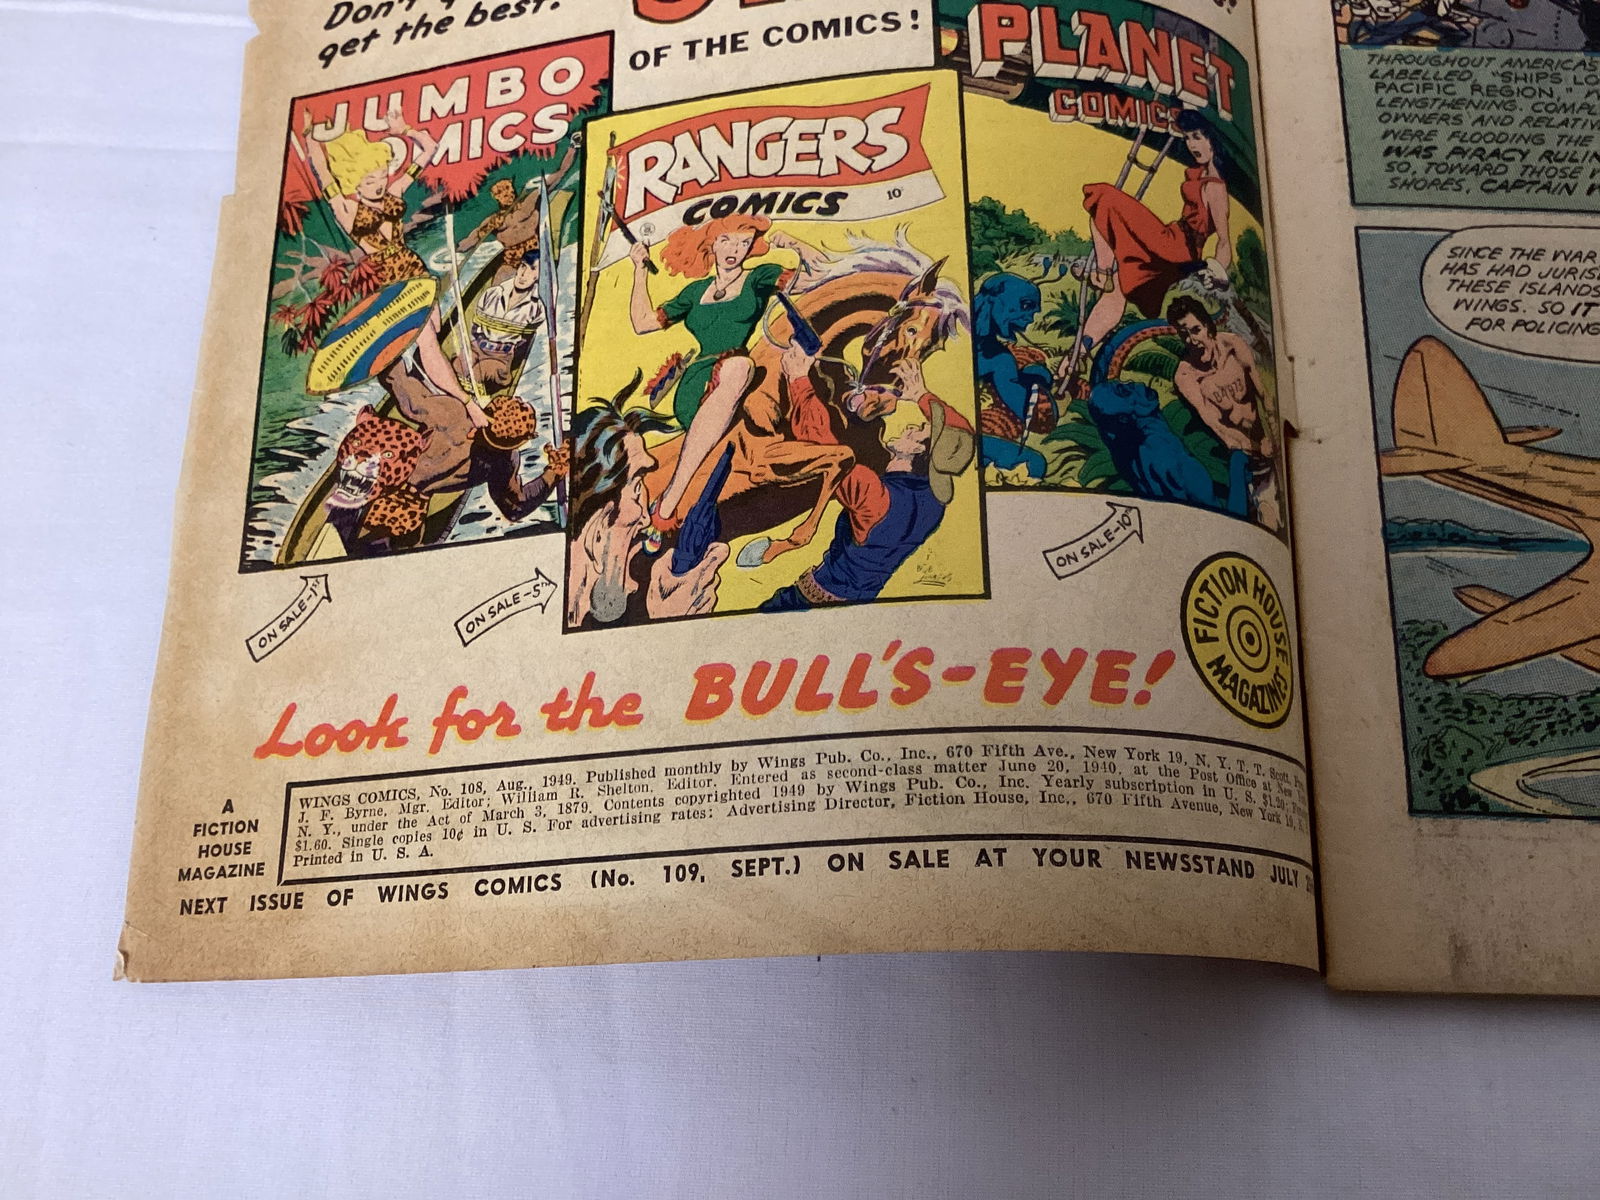 Don't
get the best.
OF THE COMICS!
JUMBO
COMICS
RANGERS
COMICS
10¢
PLANET
COMICS
ON SALE-1ST
ON SALE-5TH
ON SALE-10TH
FICTION HOUSE
MAGAZINES
Look for the BULL'S-EYE!
A
FICTION
HOUSE
MAGAZINE
WINGS COMICS, No. 108, Aug., 1949. Published monthly by Wings Pub. Co., Inc., 670 Fifth Ave., New York 19, N. Y. T. T. Scott,
J. F. Byrne, Mgr. Editor; William R. Shelton, Editor. Entered as second-class matter June 20, 1940, at the Post Office at New
N. Y., under the Act of March 3, 1879. Contents copyrighted 1949 by Wings Pub. Co., Inc. Yearly subscription in U. S. $1.20;
$1.60. Single copies 10¢ in U. S. For advertising rates: Advertising Director, Fiction House, Inc., 670 Fifth Avenue, New York 19,
Printed in U. S. A.
NEXT ISSUE OF WINGS COMICS (No. 109, SEPT.) ON SALE AT YOUR NEWSSTAND JULY
THROUGHOUT AMERICA'S
LABELLED, "SHIPS LO
PACIFIC REGION,"
LENGTHENING. COMPL
OWNERS AND RELATIV
WERE FLOODING THE
WAS PIRACY RULIN
SO, TOWARD THOSE
SHORES, CAPTAIN
SINCE THE WAR
HAS HAD JURIS
THESE ISLANDS
WINGS. SO IT
FOR POLICING